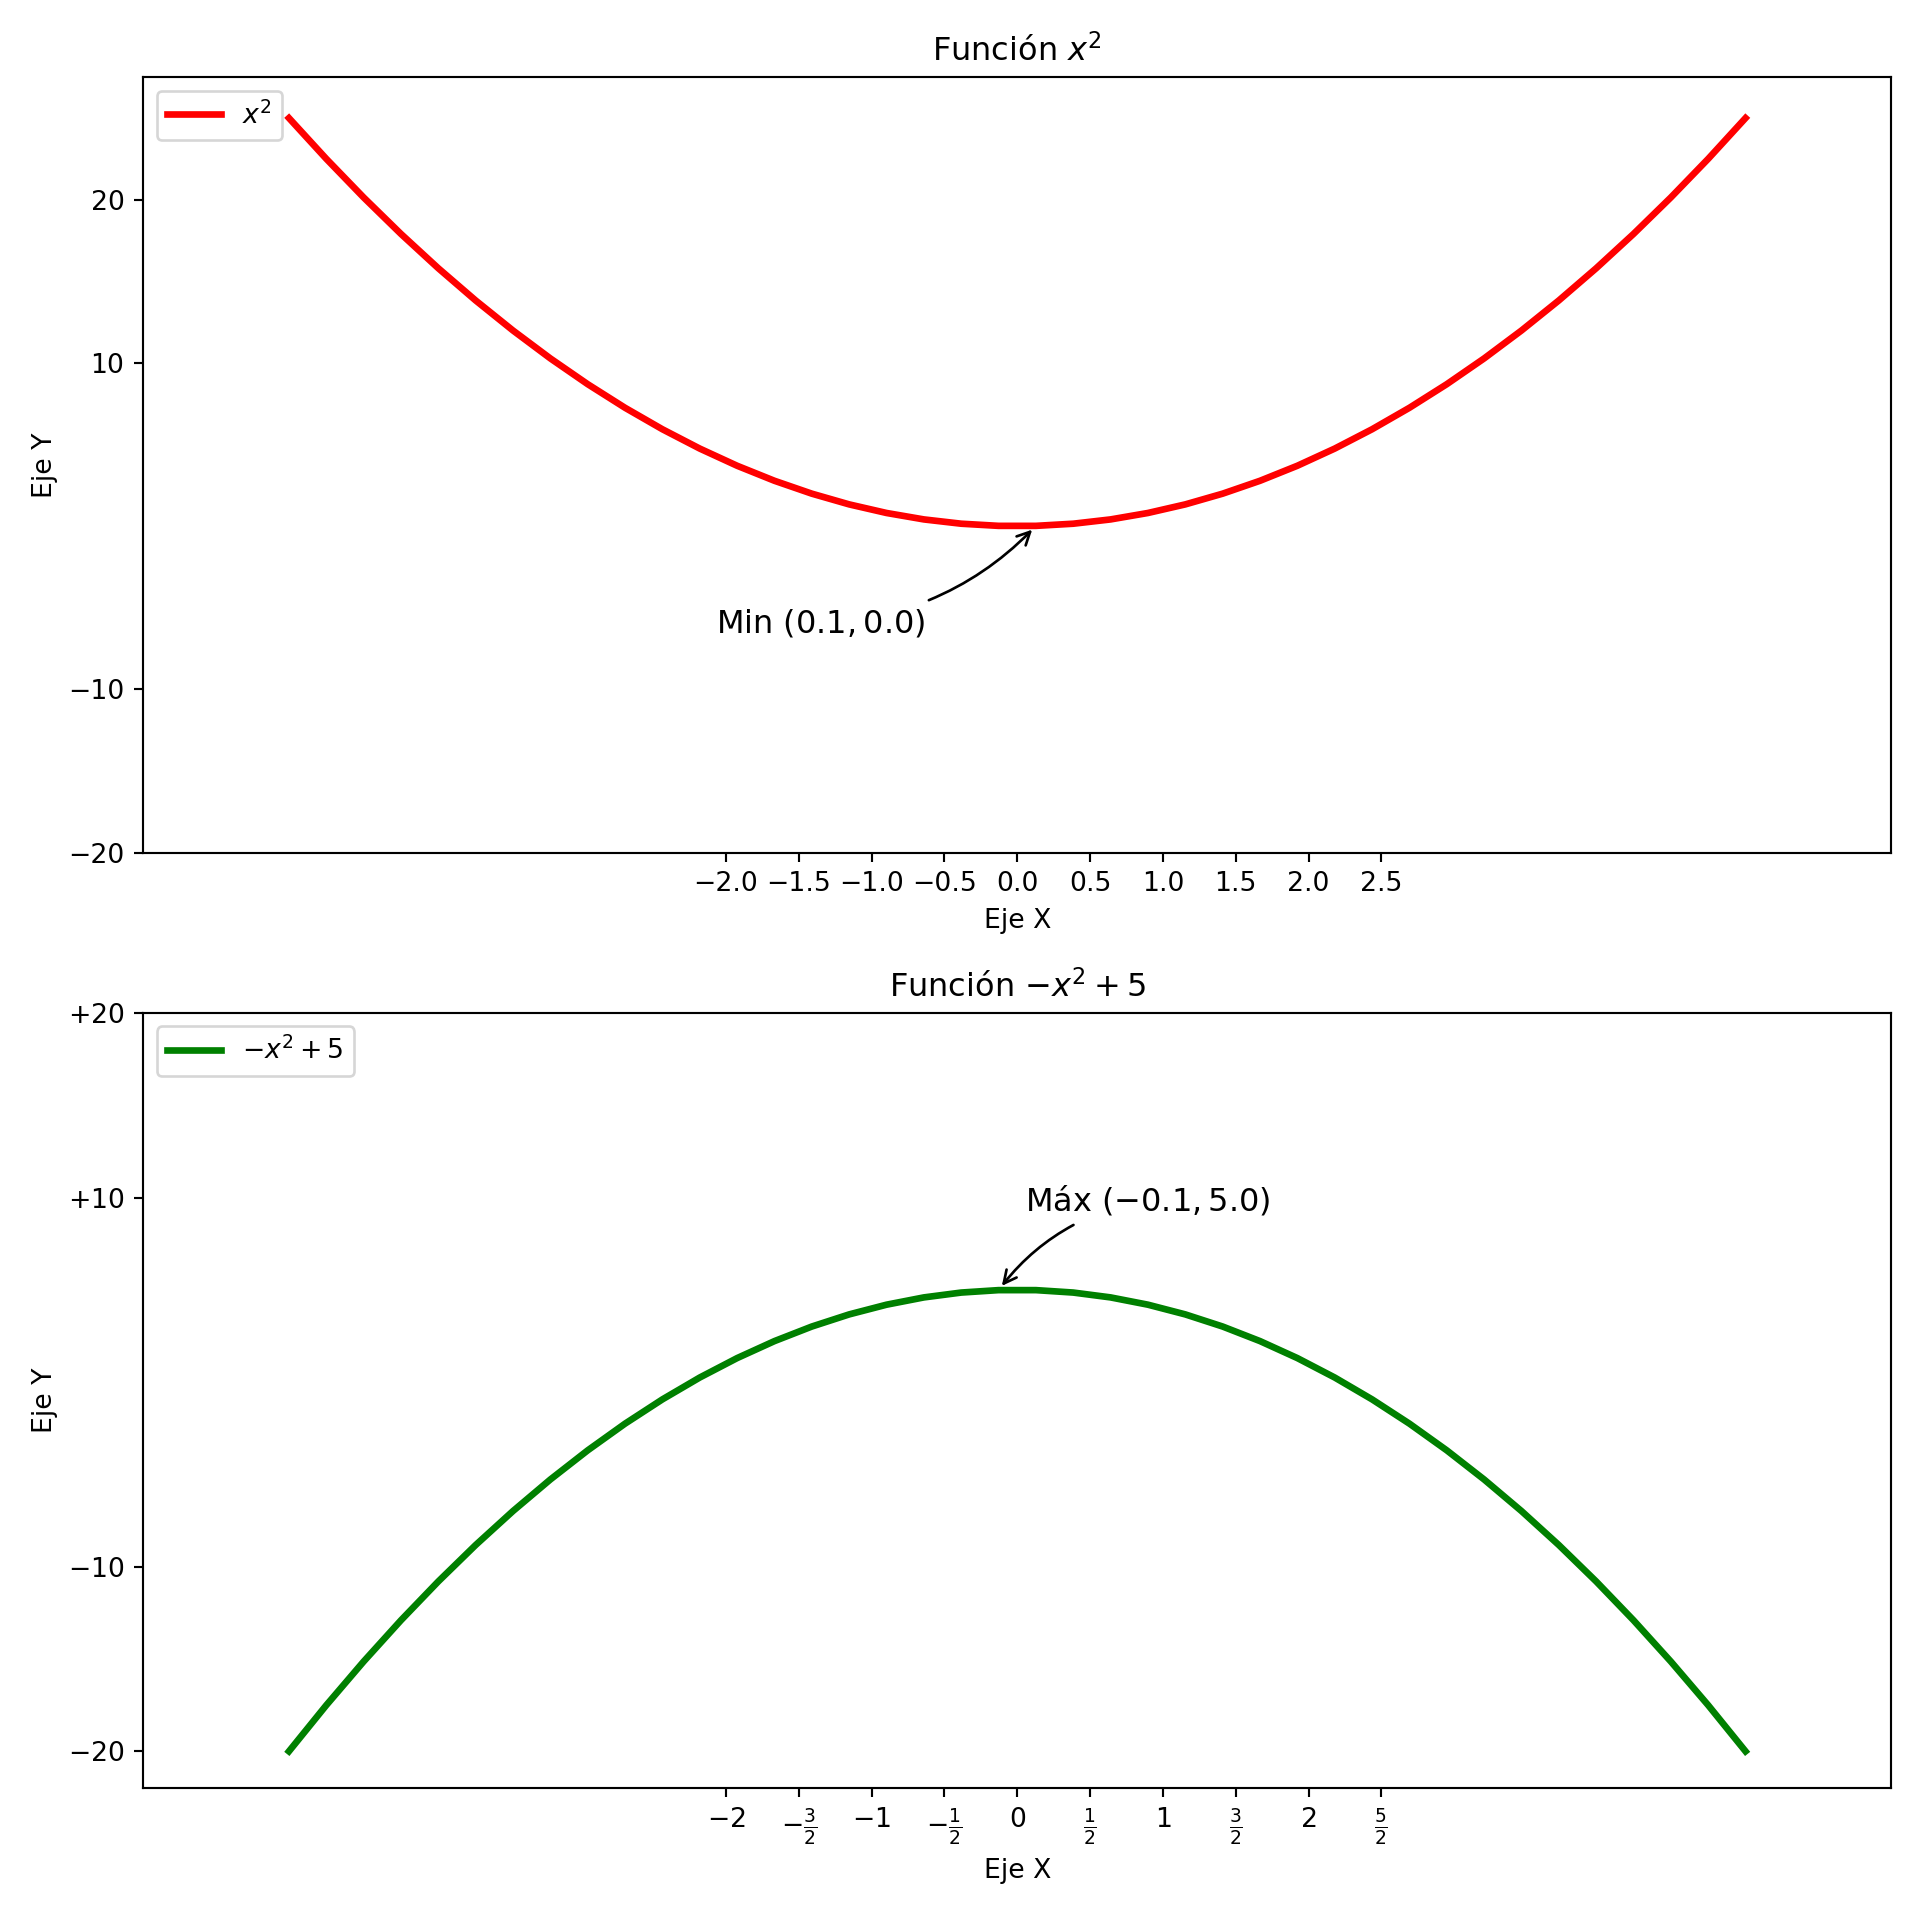 Función x²
x²
20
10
Eje Y
Min (0.1, 0.0)
−10
−20
−2.0 −1.5 −1.0 −0.5 0.0 0.5 1.0 1.5 2.0 2.5
Eje X
Función −x² + 5
+20
−x² + 5
+10
Máx (−0.1, 5.0)
Eje Y
−10
−20
−2 −3/2 −1 −1/2 0 1/2 1 3/2 2 5/2
Eje X